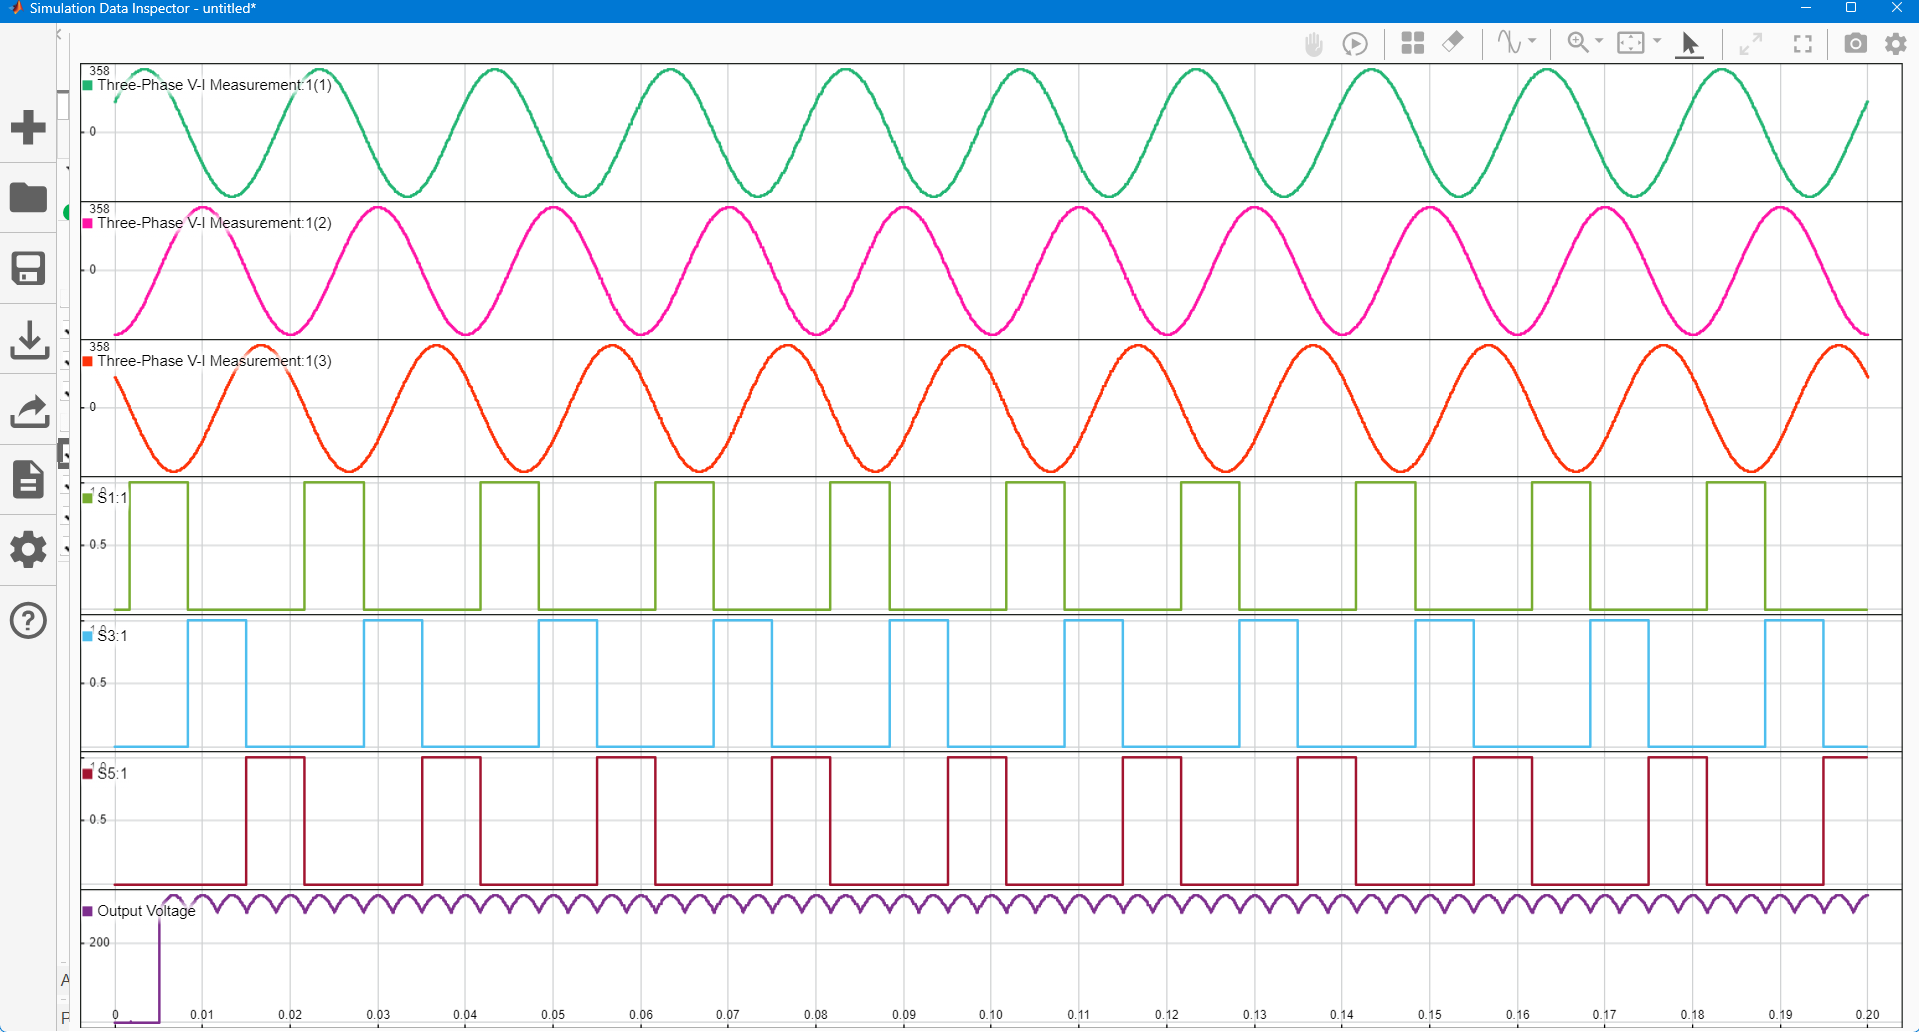 Simulation Data Inspector - untitled*
358
Three-Phase V-I Measurement:1(1)
0
358
Three-Phase V-I Measurement:1(2)
0
358
Three-Phase V-I Measurement:1(3)
0
1.0
S1:1
0.5
1.0
S3:1
0.5
1.0
S5:1
0.5
Output Voltage
200
A
F
0 0.01 0.02 0.03 0.04 0.05 0.06 0.07 0.08 0.09 0.10 0.11 0.12 0.13 0.14 0.15 0.16 0.17 0.18 0.19 0.20